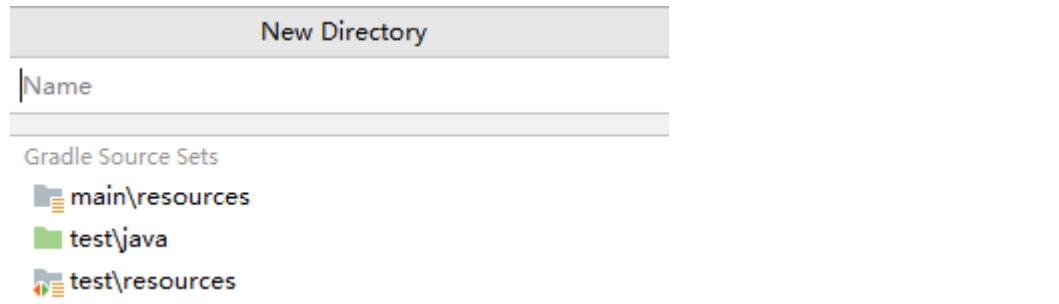 New Directory
Name
Gradle Source Sets
main\resources
test\java
test\resources